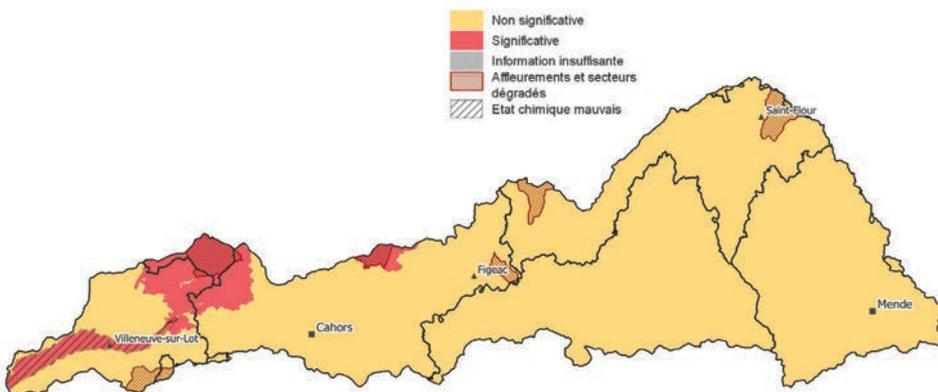 Non significative
Significative
Information insuffisante
Affleurements et secteurs
dégradés
Etat chimique mauvais
Saint-Flour
Figeac
Mende
Cahors
Villeneuve-sur-Lot